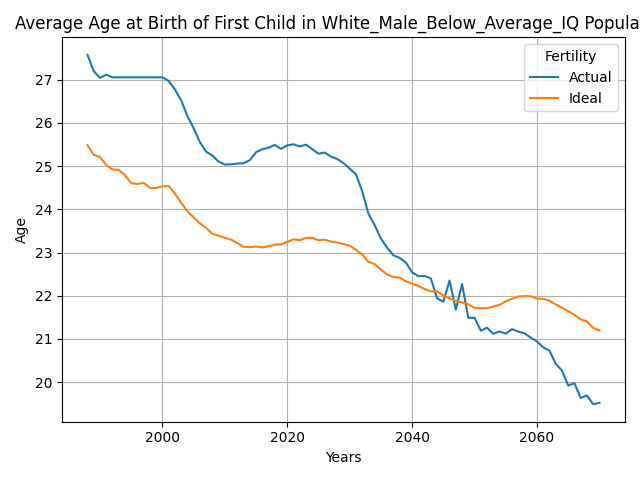 Average Age at Birth of First Child in White_Male_Below_Average_IQ Popula
Fertility
Actual
Ideal
27
26
25
24
23
22
21
20
Age
2000 2020 2040 2060
Years